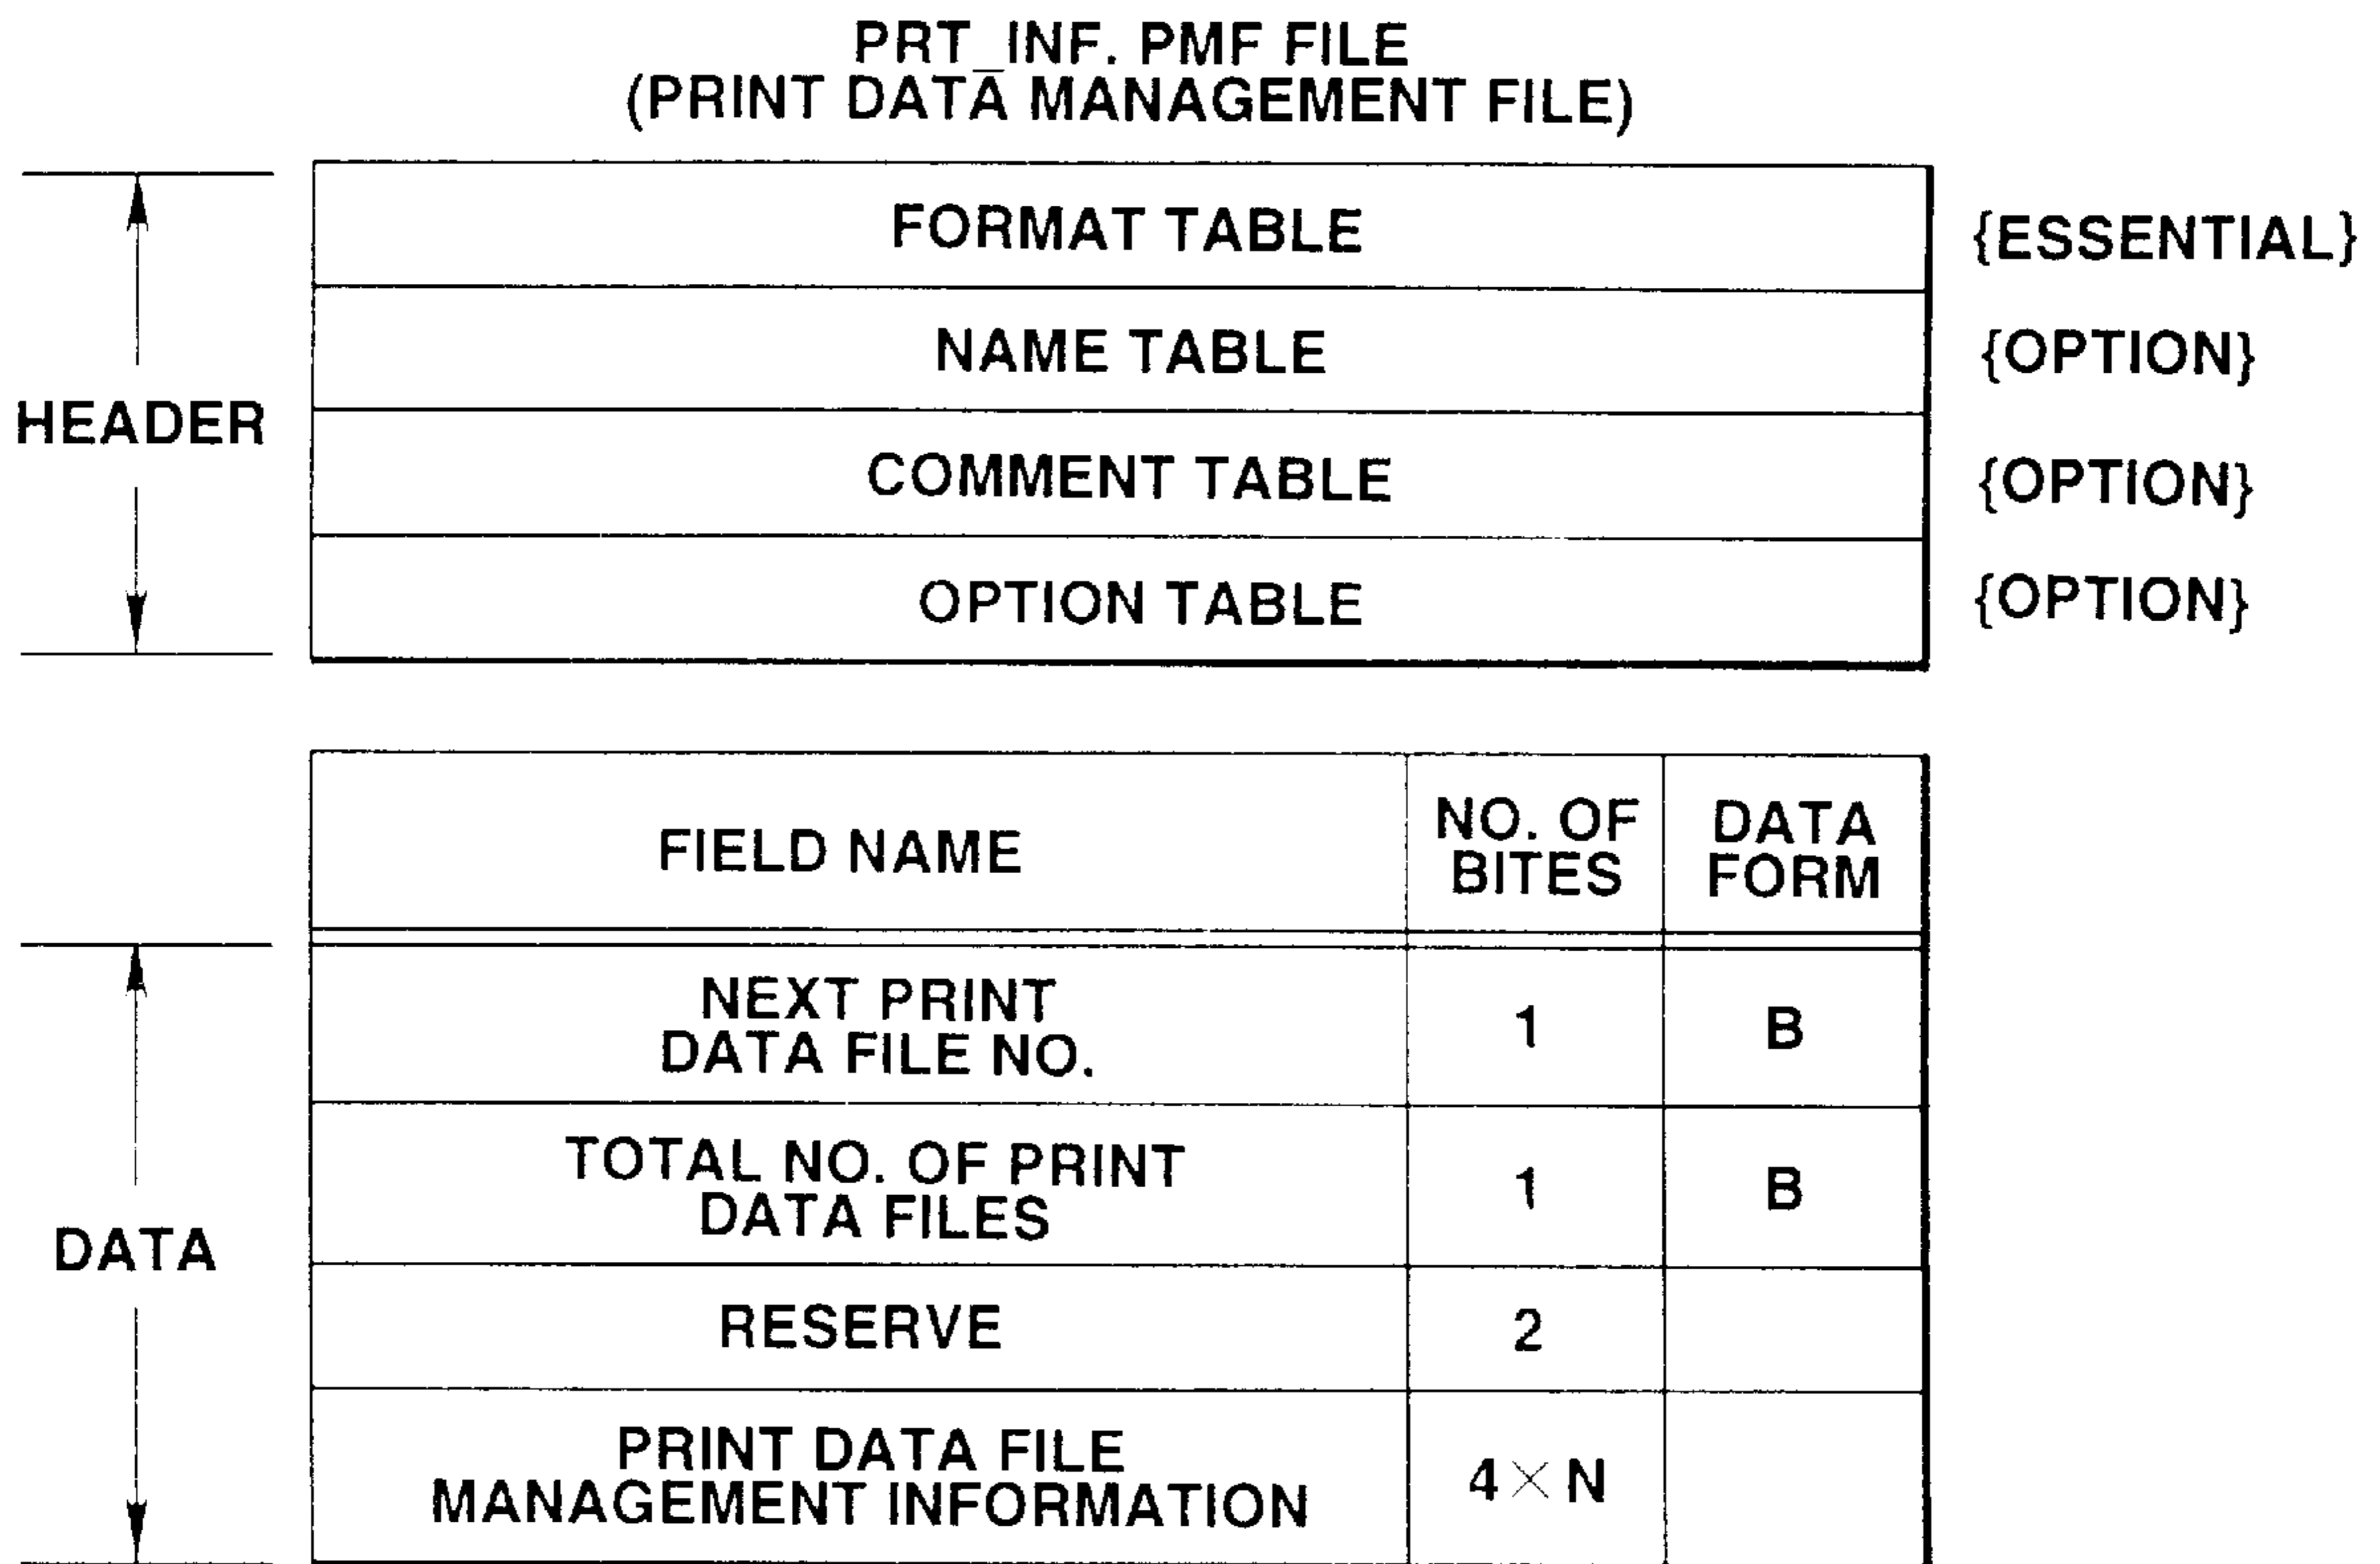 PRT_INF. PMF FILE
(PRINT DATA MANAGEMENT FILE)
HEADER
FORMAT TABLE
{ESSENTIAL}
NAME TABLE
{OPTION}
COMMENT TABLE
{OPTION}
OPTION TABLE
{OPTION}
FIELD NAME
NO. OF
BITES
DATA
FORM
DATA
NEXT PRINT
DATA FILE NO.
1
B
TOTAL NO. OF PRINT
DATA FILES
1
B
RESERVE
2
PRINT DATA FILE
MANAGEMENT INFORMATION
4×N